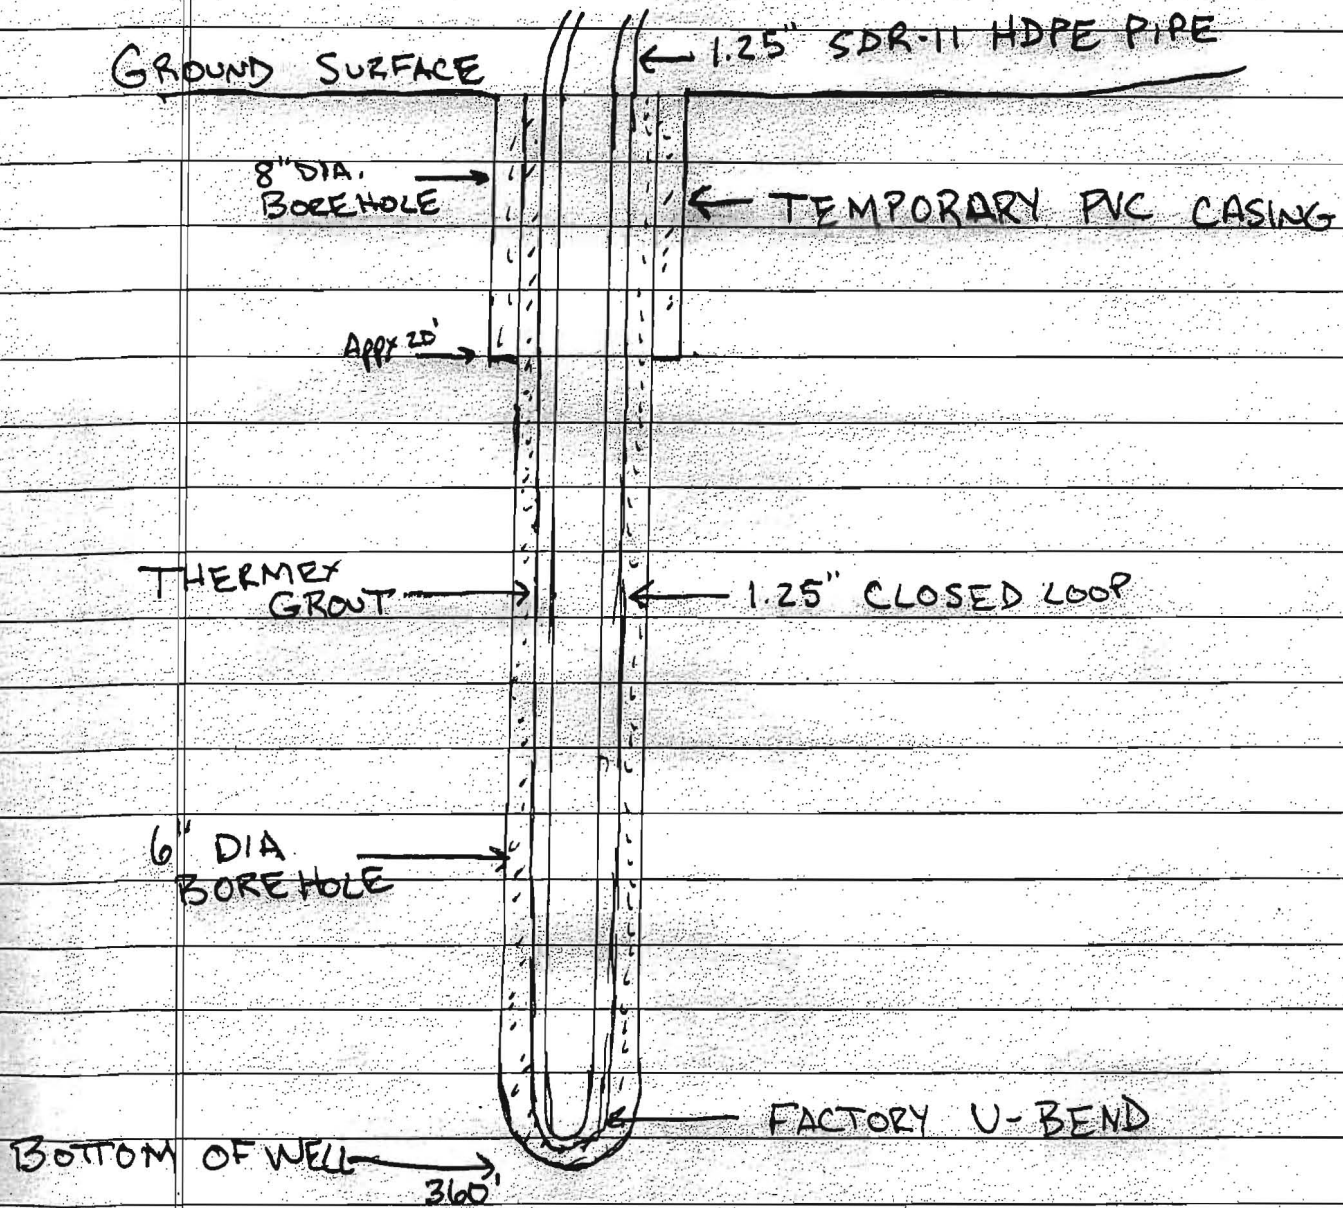 1.25" SDR-11 HDPE PIPE
GROUND SURFACE
8" DIA.
BOREHOLE
TEMPORARY PVC CASING
Appx 20'
THERMEX
GROUT
1.25" CLOSED LOOP
6" DIA.
BOREHOLE
FACTORY U-BEND
BOTTOM OF WELL
360'